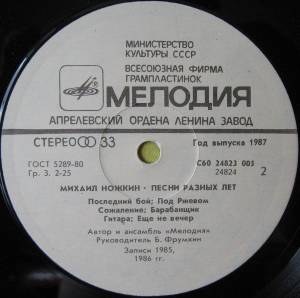 МИНИСТЕРСТВО
КУЛЬТУРЫ СССР
ВСЕСОЮЗНАЯ ФИРМА
ГРАМПЛАСТИНОК
МЕЛОДИЯ
АПРЕЛЕВСКИЙ ОРДЕНА ЛЕНИНА ЗАВОД
СТЕРЕО 33
Год выпуска 1987
ГОСТ 5289-80
Гр. 3. 2-25
С60 24823 005
24824
2
МИХАИЛ НОЖКИН - ПЕСНИ РАЗНЫХ ЛЕТ
Последний бой; Под Ржевом
Сожаление; Барабанщик
Гитара; Еще не вечер
Автор и ансамбль «Мелодия»
Руководитель Б. Фрумкин
Записи 1985,
1986 гг.